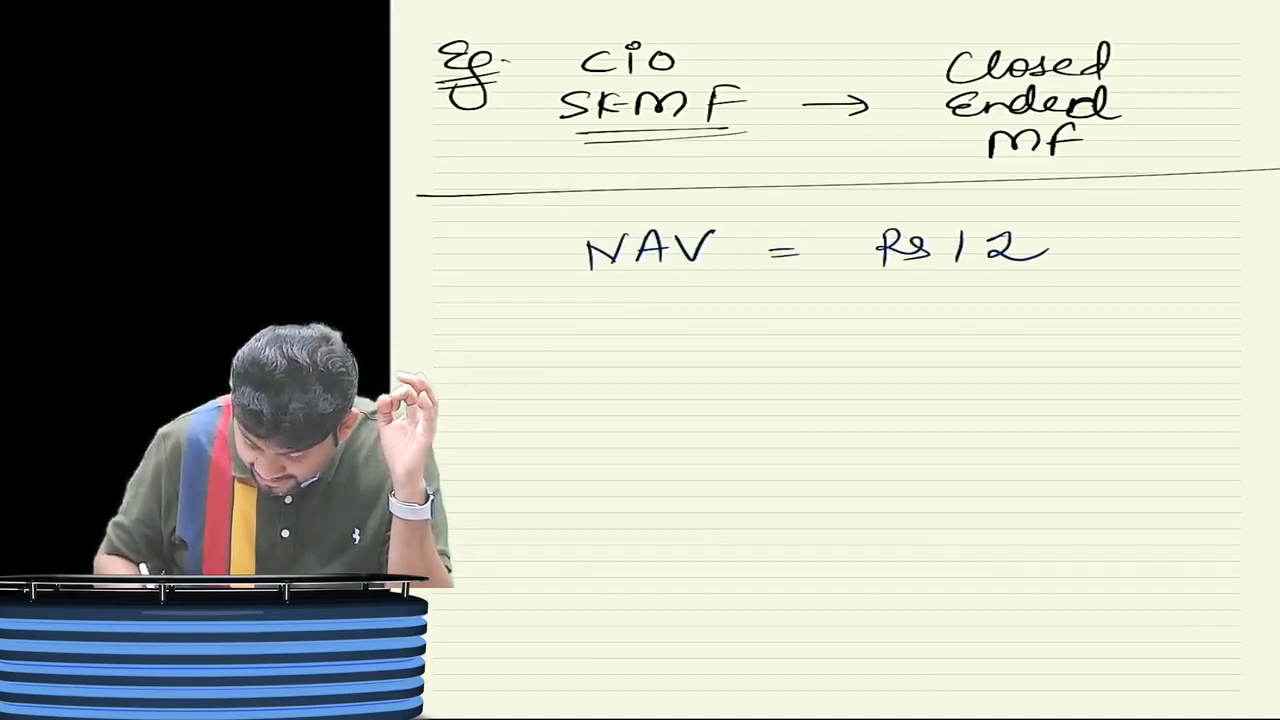 Eg. CiO
SKMF → Closed
Ended
MF
NAV = Rs 12